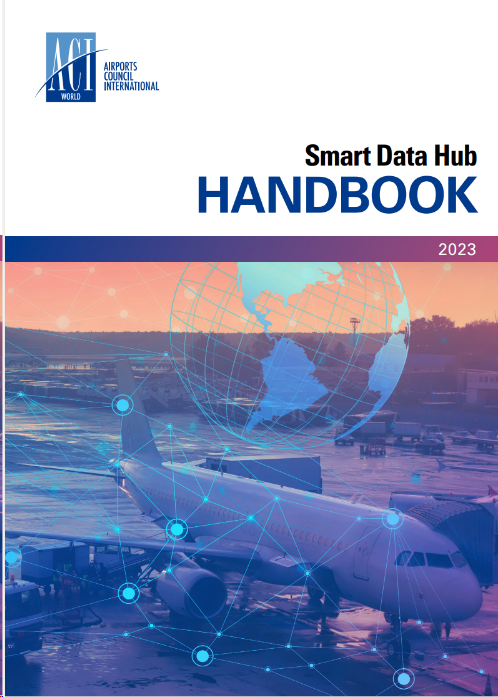 ACI
WORLD
AIRPORTS
COUNCIL
INTERNATIONAL
Smart Data Hub
HANDBOOK
2023